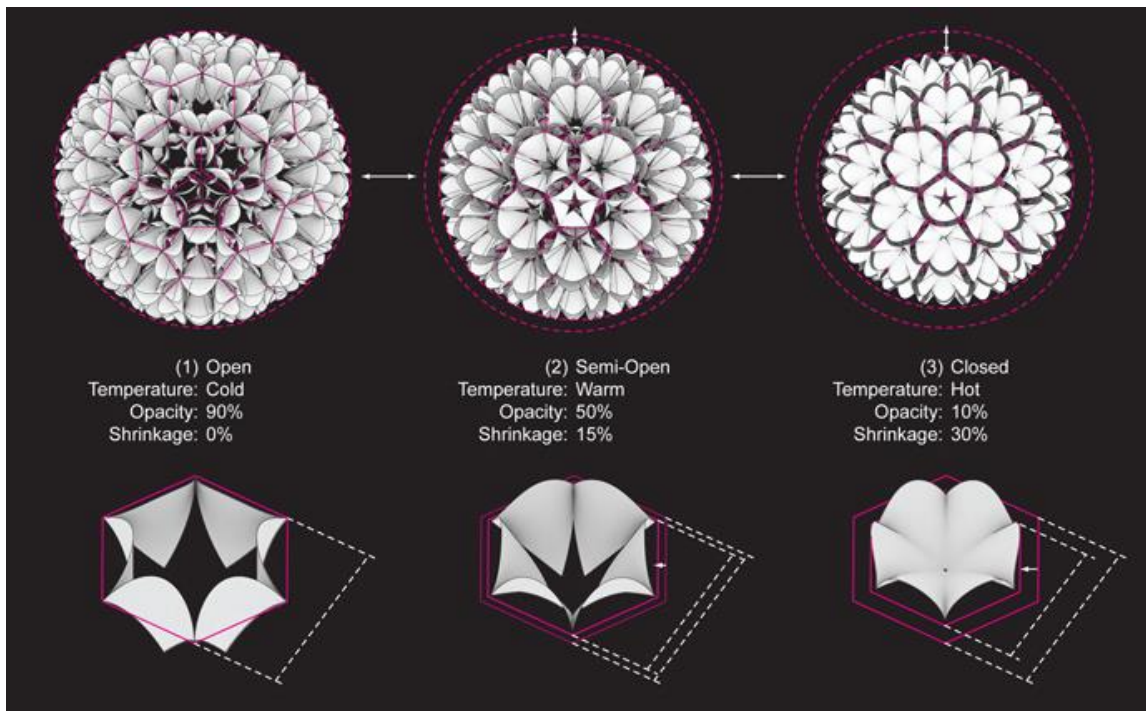 (1) Open
Temperature: Cold
Opacity: 90%
Shrinkage: 0%
(2) Semi-Open
Temperature: Warm
Opacity: 50%
Shrinkage: 15%
(3) Closed
Temperature: Hot
Opacity: 10%
Shrinkage: 30%